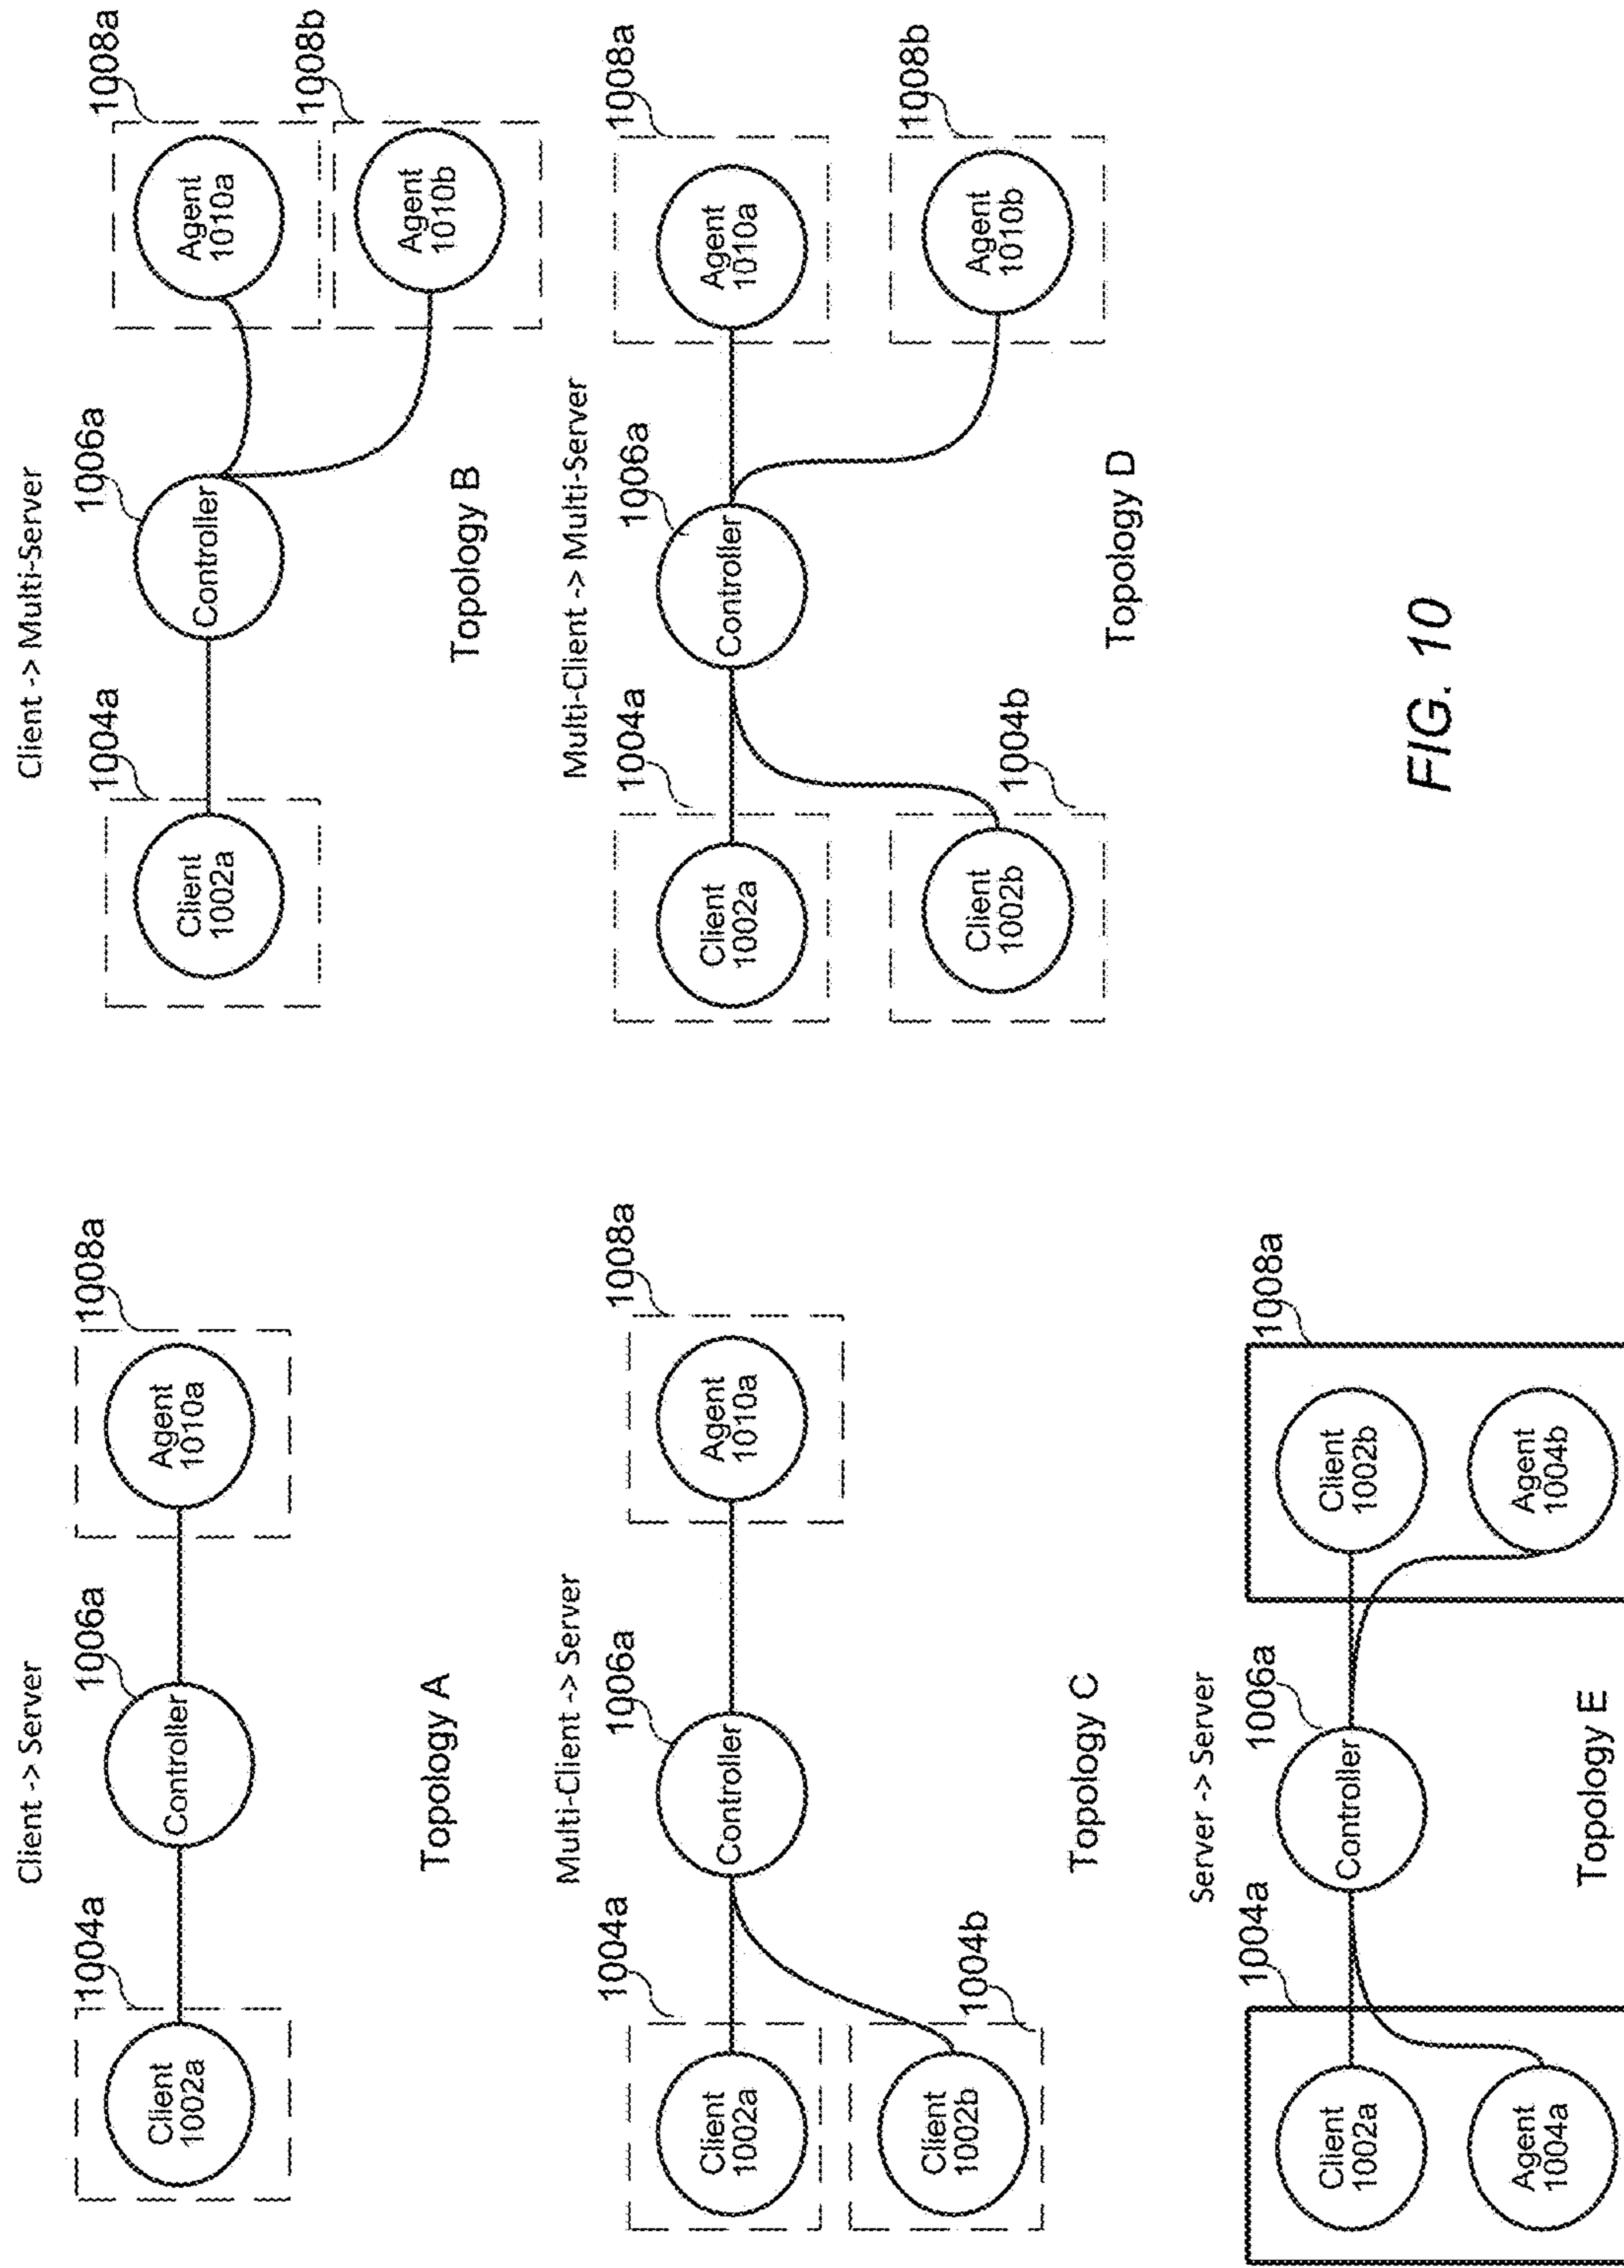 Client -> Server
1004a
1006a
1008a
Client
1002a
Controller
Agent
1010a
Topology A
Client -> Multi-Server
1004a
1006a
1008a
1008b
Client
1002a
Controller
Agent
1010a
Agent
1010b
Topology B
Multi-Client -> Server
1004a
1006a
1008a
1004b
Client
1002a
Controller
Agent
1010a
Client
1002b
Topology C
Multi-Client -> Multi-Server
1004a
1006a
1008a
Client
1002a
Controller
Agent
1010a
1004b
1008b
Client
1002b
Agent
1010b
Topology D
Server -> Server
1004a
1006a
1008a
Client
1002a
Controller
Client
1002b
Agent
1004a
Agent
1004b
Topology E
FIG. 10